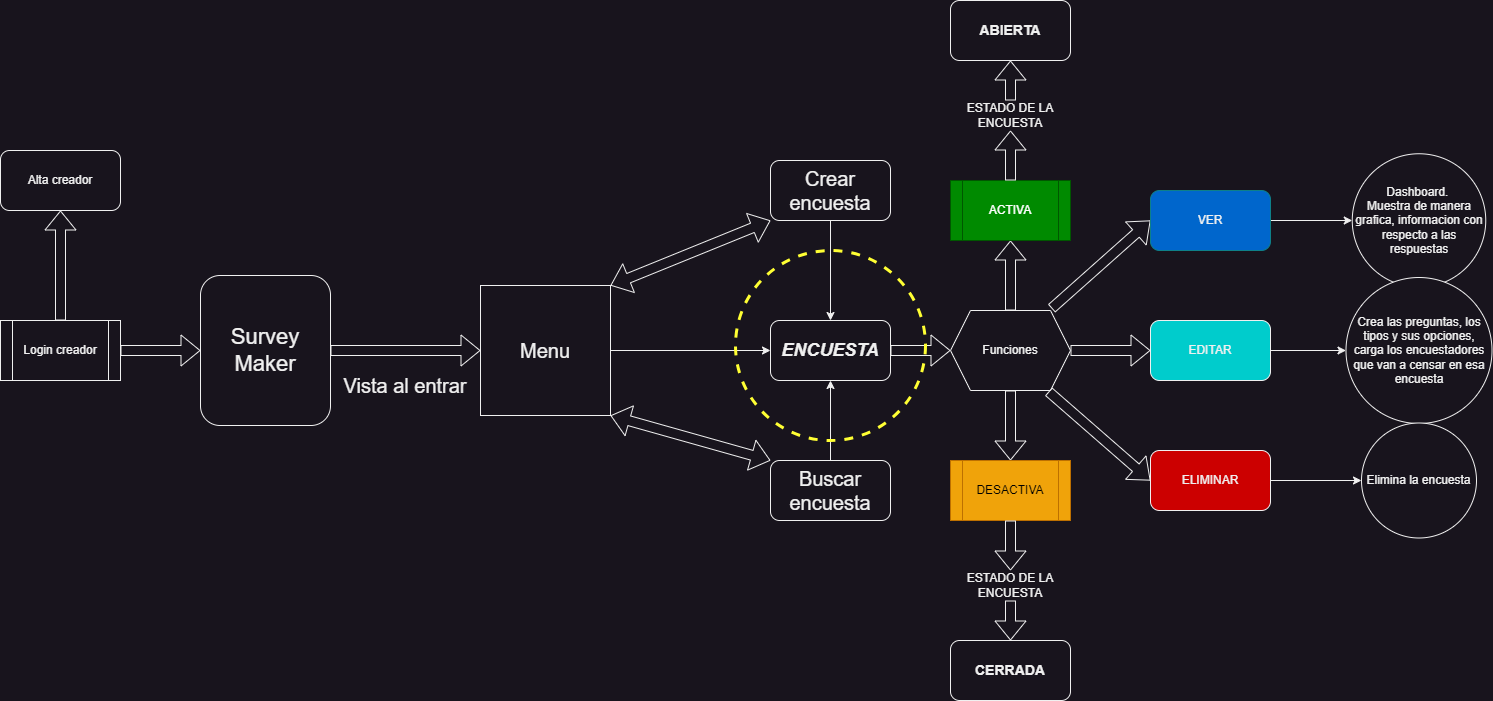 Alta creador
Login creador
Survey
Maker
Vista al entrar
Menu
Crear
encuesta
ENCUESTA
Buscar
encuesta
ABIERTA
ESTADO DE LA
ENCUESTA
ACTIVA
Funciones
DESACTIVA
ESTADO DE LA
ENCUESTA
CERRADA
VER
Dashboard.
Muestra de manera
grafica, informacion con
respecto a las
respuestas
EDITAR
Crea las preguntas, los
tipos y sus opciones,
carga los encuestadores
que van a censar en esa
encuesta
ELIMINAR
Elimina la encuesta